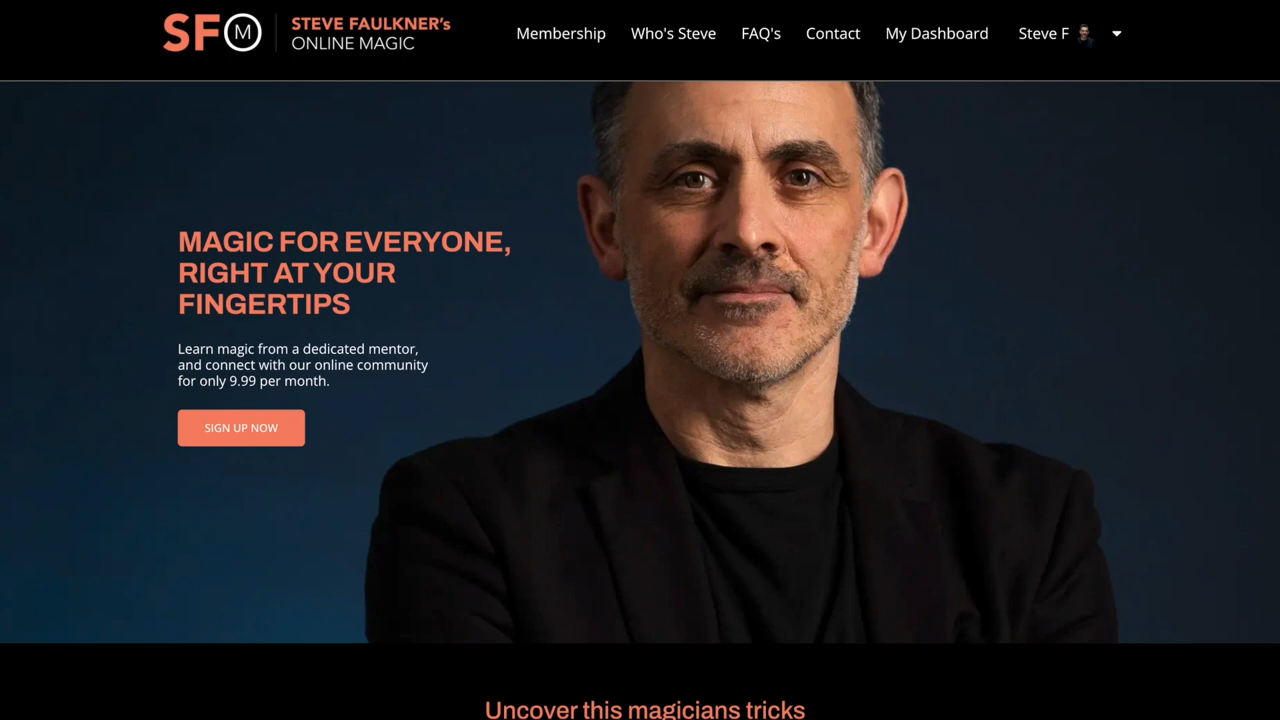 SFO M
STEVE FAULKNER's
ONLINE MAGIC
Membership Who's Steve FAQ's Contact My Dashboard Steve F
MAGIC FOR EVERYONE,
RIGHT AT YOUR
FINGERTIPS
Learn magic from a dedicated mentor,
and connect with our online community
for only 9.99 per month.
SIGN UP NOW
Uncover this magicians tricks